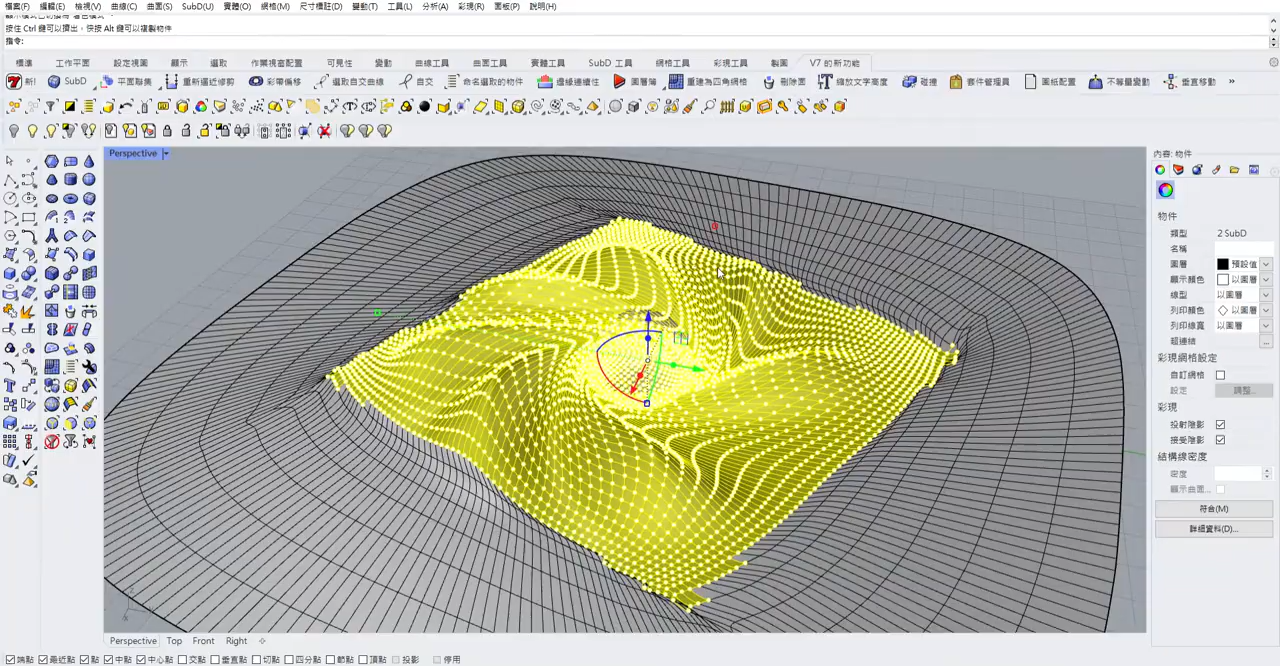 檔案(F) 編輯(E) 檢視(V) 曲線(C) 曲面(S) SubD(U) 實體(O) 網格(M) 尺寸標註(D) 變動(T) 工具(L) 分析(A) 彩現(R) 面板(P) 說明(H)
按住 Ctrl 鍵可以擠出，快按 Alt 鍵可以複製物件
指令:
標準 工作平面 設定視圖 顯示 選取 作業視窗配置 可見性 變動 曲線工具 曲面工具 實體工具 SubD 工具 網格工具 彩現工具 製圖 V7 的新功能
新! SubD 平面聯集 重新逼近修剪 彩帶偏移 選取自交曲線 自交 命名選取的物件 邊緣連續性 圖層簿 重建為四角網格 刪除面 縮放文字高度 碰撞 套件管理員 圖紙配置 不等量變動 垂直移動 »
Perspective
內容: 物件
物件
類型 2 SubD
名稱
圖層 預設值
顯示顏色 以圖層
線型 以圖層
列印顏色 以圖層
列印線寬 以圖層
超連結 ...
彩現網格設定
自訂網格
設定 調整...
彩現
投射陰影
接受陰影
結構線密度
密度
顯示曲面...
符合(M)
詳細資料(D)...
Perspective Top Front Right
端點 最近點 點 中點 中心點 交點 垂直點 切點 四分點 節點 頂點 投影 停用